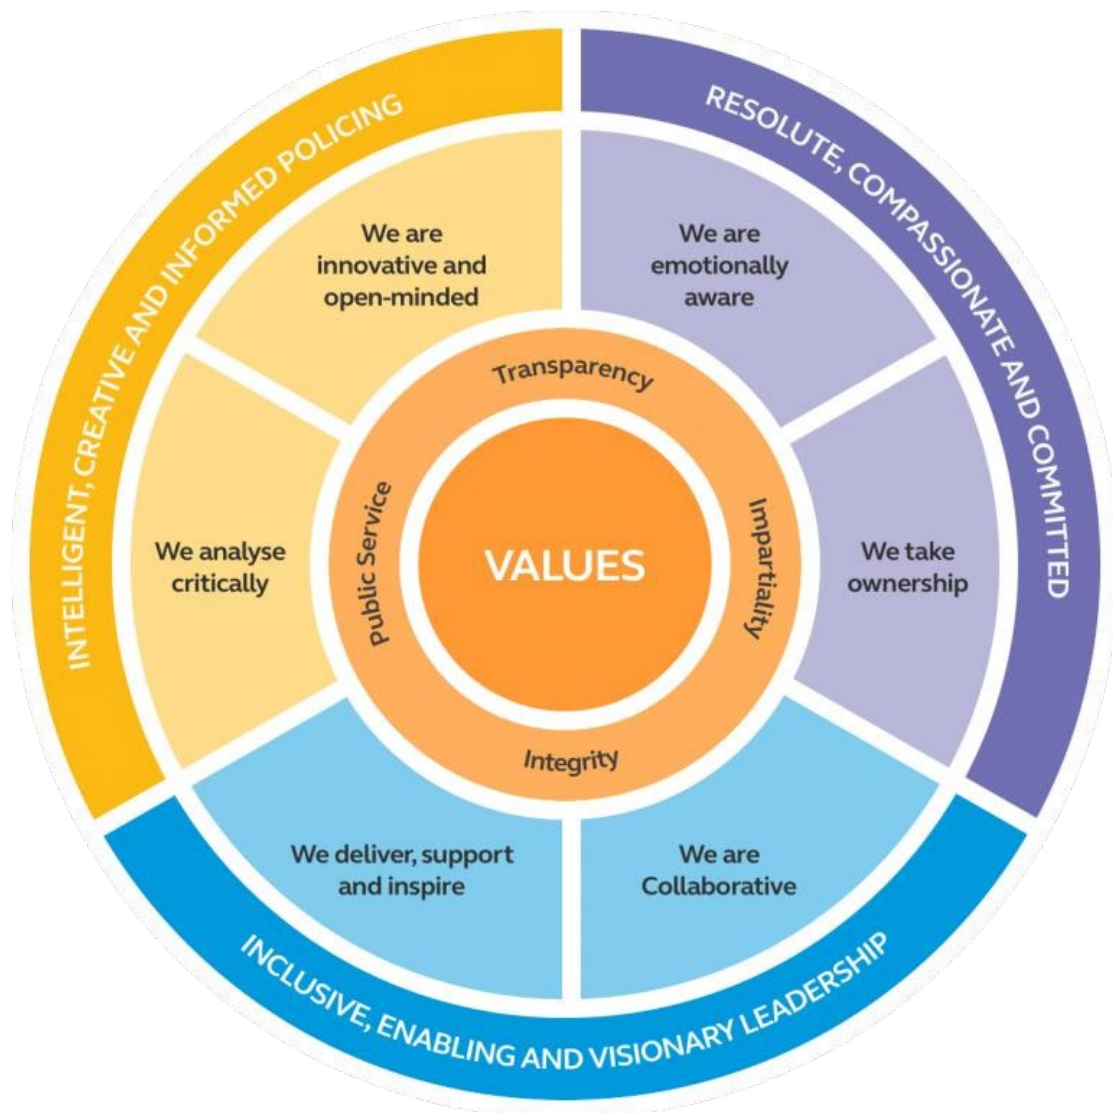 INTELLIGENT, CREATIVE AND INFORMED POLICING
RESOLUTE, COMPASSIONATE AND COMMITTED
We are
innovative and
open-minded
We are
emotionally
aware
Transparency
We analyse
critically
Public Service
VALUES
Impartiality
We take
ownership
Integrity
We deliver, support
and inspire
We are
Collaborative
INCLUSIVE, ENABLING AND VISIONARY LEADERSHIP